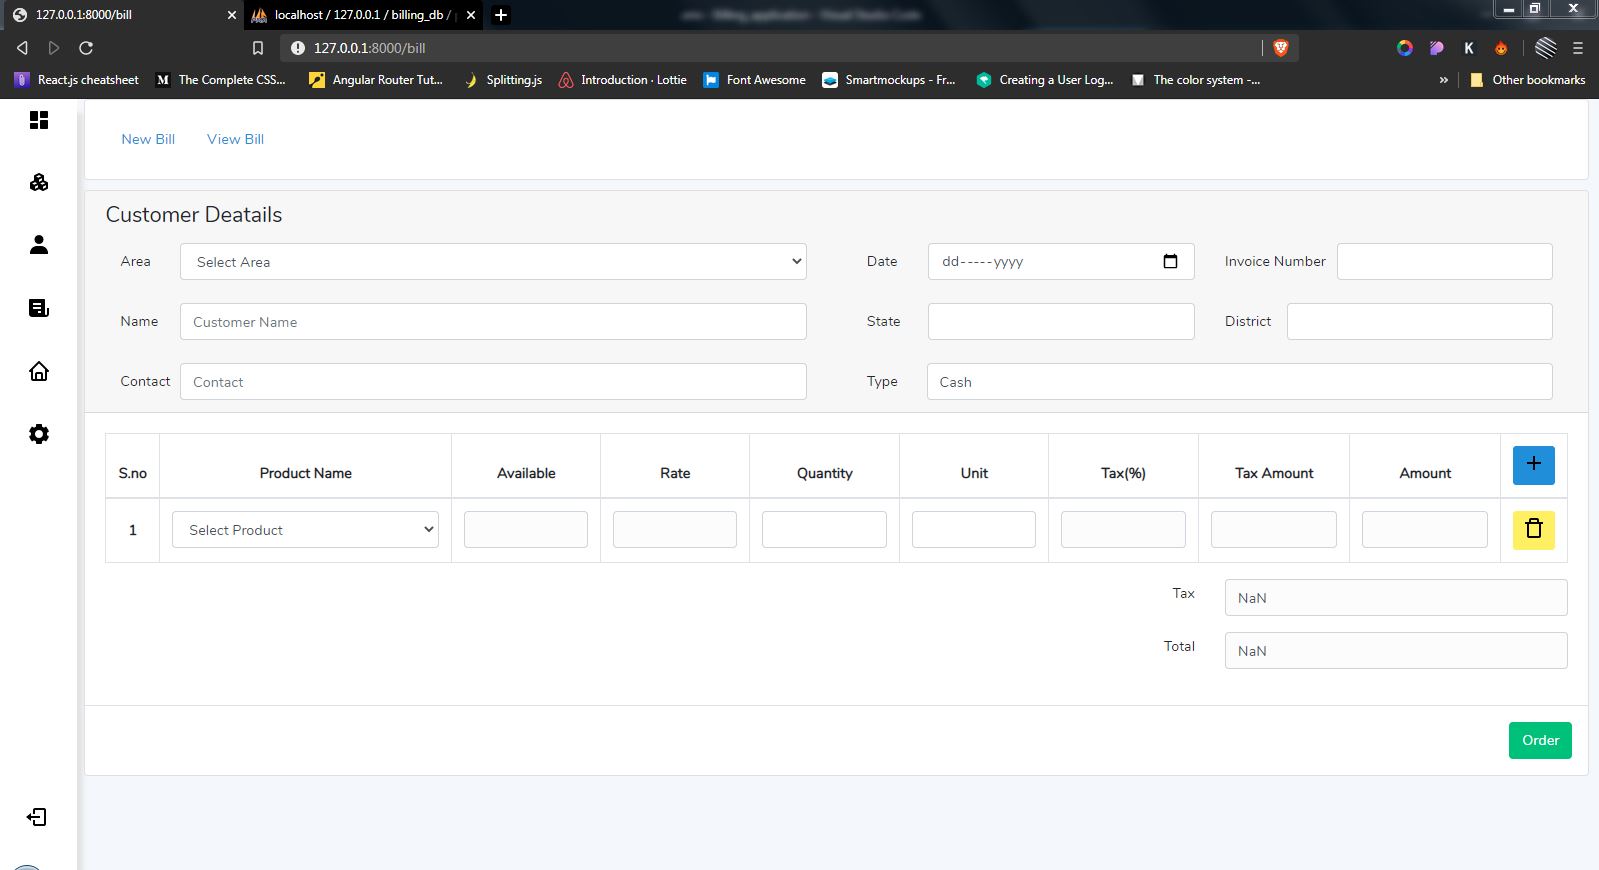 127.0.0.1:8000/bill
localhost / 127.0.0.1 / billing_db /
127.0.0.1:8000/bill
React.js cheatsheet The Complete CSS... Angular Router Tut... Splitting.js Introduction · Lottie Font Awesome Smartmockups - Fr... Creating a User Log... The color system -... » Other bookmarks
New Bill View Bill
Customer Deatails
Area Select Area Date dd-----yyyy Invoice Number
Name Customer Name State District
Contact Contact Type Cash
S.no Product Name Available Rate Quantity Unit Tax(%) Tax Amount Amount +
1 Select Product
Tax NaN
Total NaN
Order